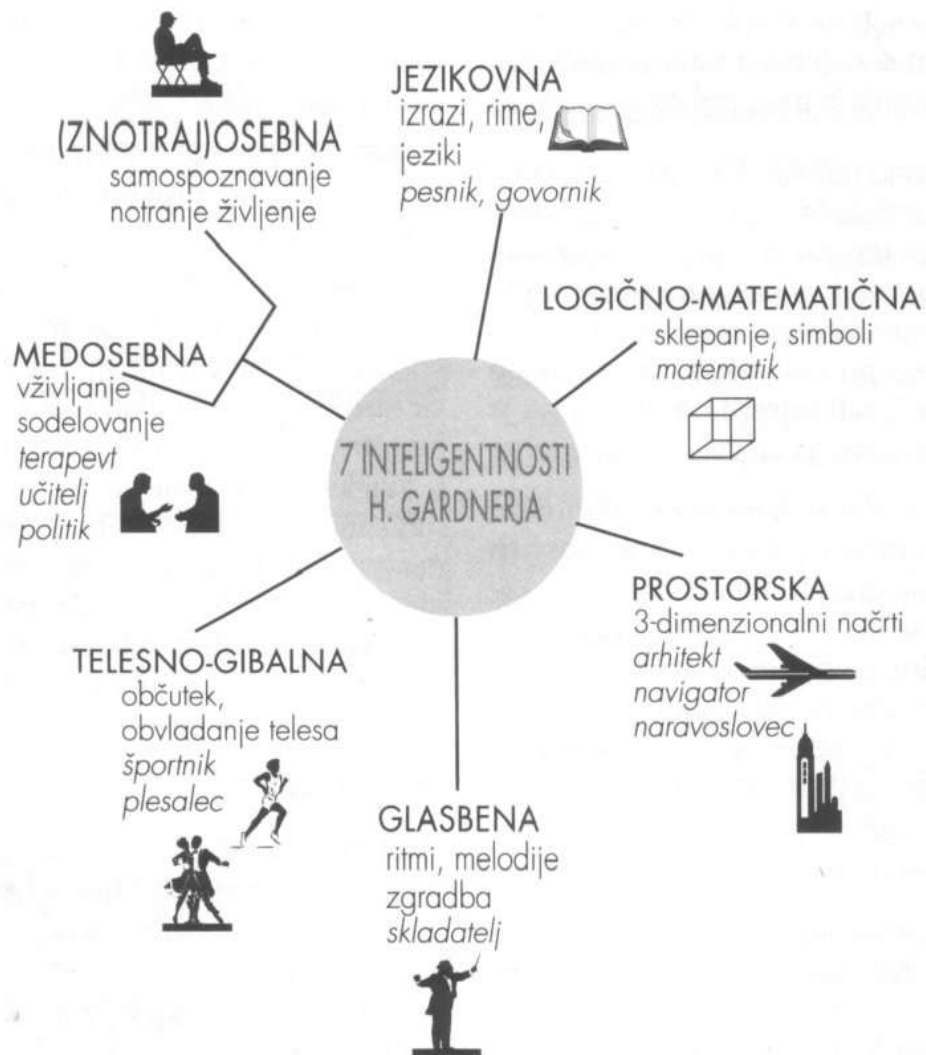 (ZNOTRAJ)OSEBNA
samospoznavanje
notranje življenje
JEZIKOVNA
izrazi, rime,
jeziki
pesnik, govornik
LOGIČNO-MATEMATIČNA
sklepanje, simboli
matematik
MEDOSEBNA
vživljanje
sodelovanje
terapevt
učitelj
politik
7 INTELIGENTNOSTI
H. GARDNERJA
PROSTORSKA
3-dimenzionalni načrti
arhitekt
navigator
naravoslovec
TELESNO-GIBALNA
občutek,
obvladanje telesa
športnik
plesalec
GLASBENA
ritmi, melodije
zgradba
skladatelj